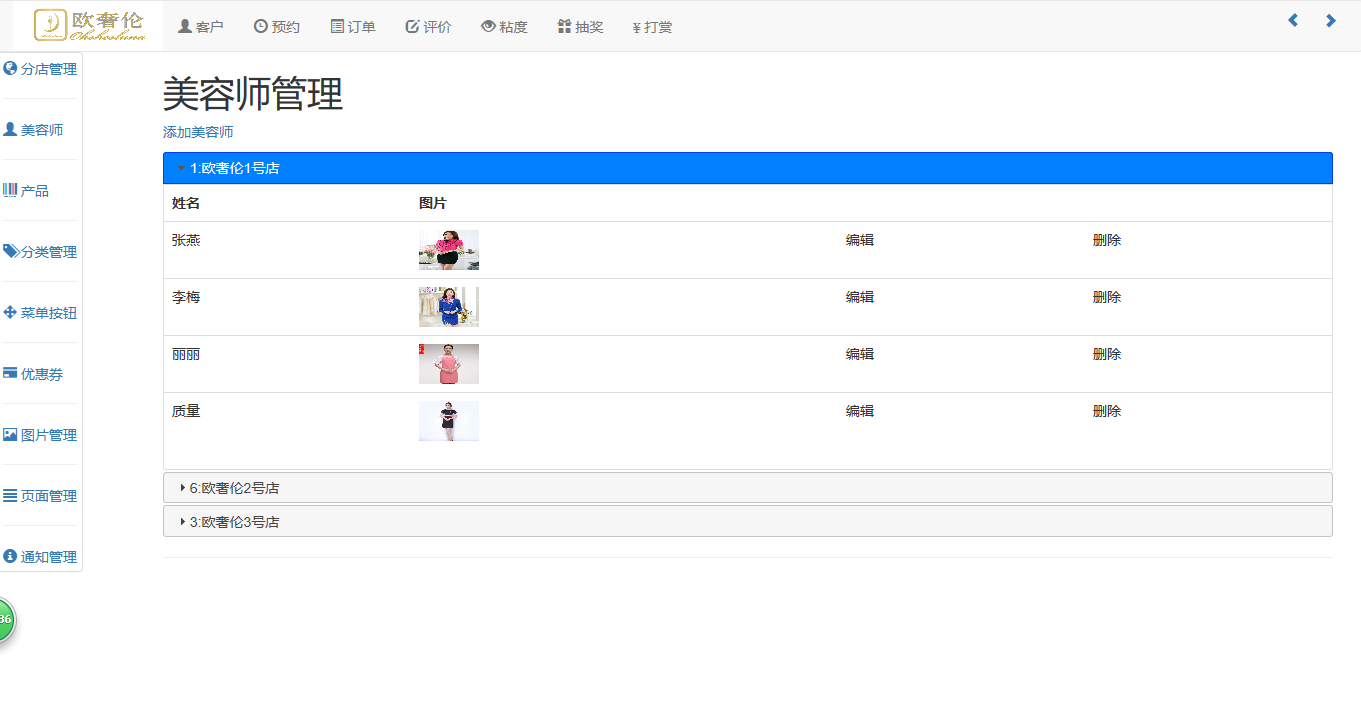 欧奢伦
客户
预约
订单
评价
粘度
抽奖
¥ 打赏
分店管理
美容师
产品
分类管理
菜单按钮
优惠券
图片管理
页面管理
通知管理
美容师管理
添加美容师
1:欧奢伦1号店
姓名 图片
张燕 编辑 删除
李梅 编辑 删除
丽丽 编辑 删除
质量 编辑 删除
6:欧奢伦2号店
3:欧奢伦3号店
36